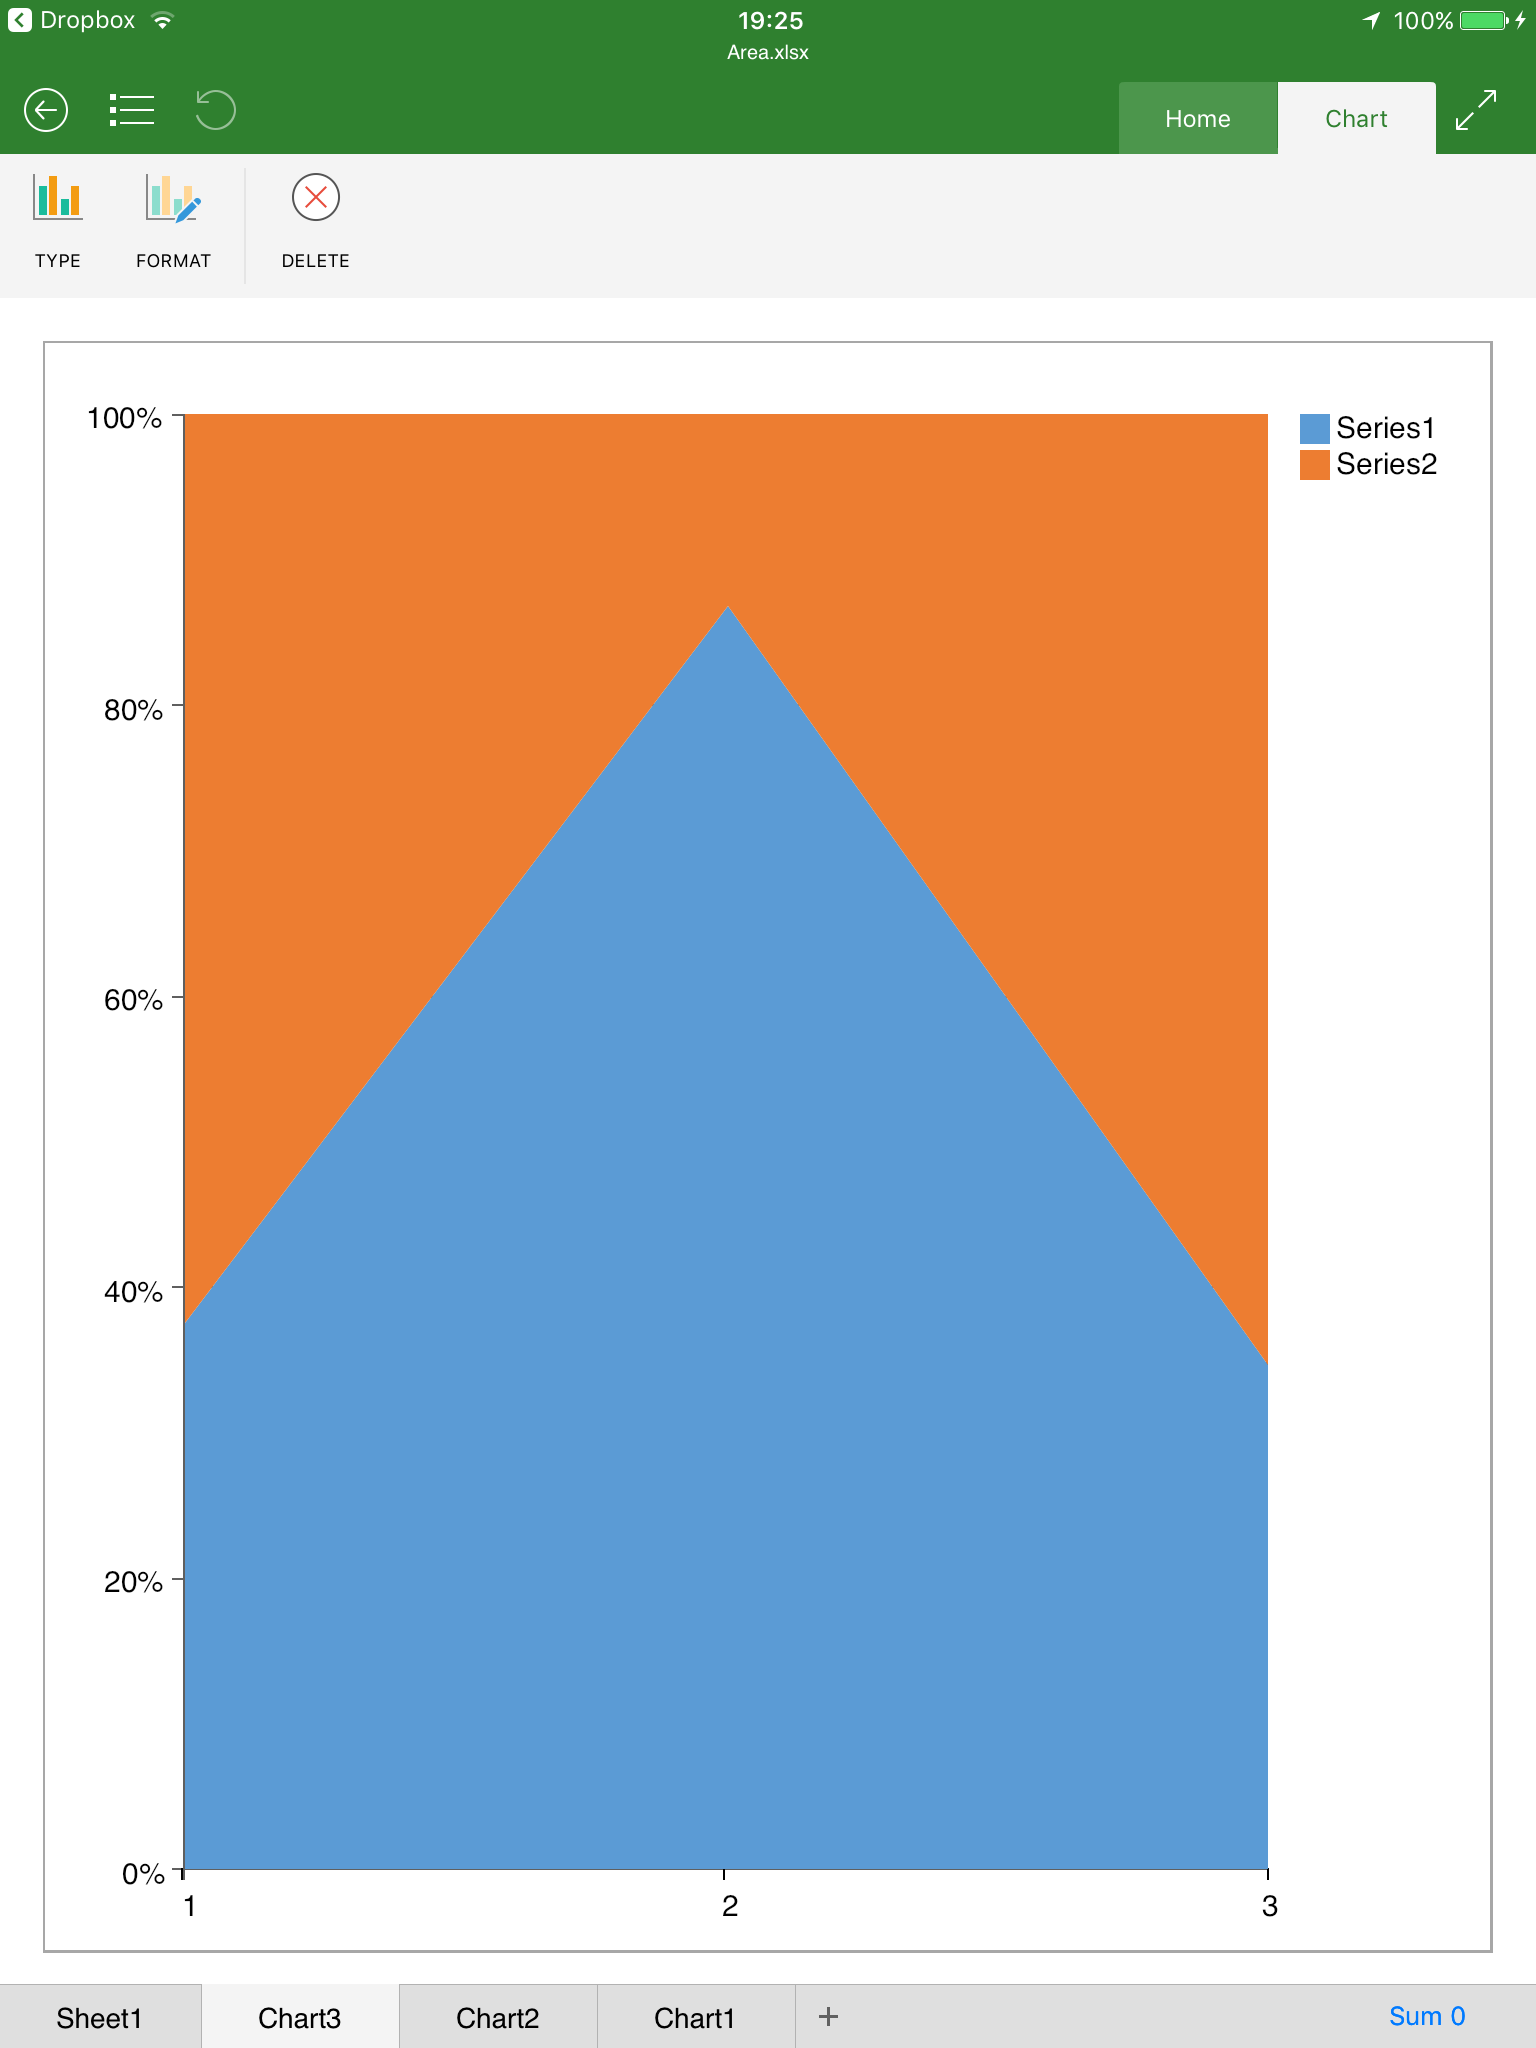 Dropbox 19:25 100%
Area.xlsx
Home Chart
TYPE FORMAT DELETE
100%
80%
60%
40%
20%
0%
1 2 3
Series1
Series2
Sheet1 Chart3 Chart2 Chart1 + Sum 0